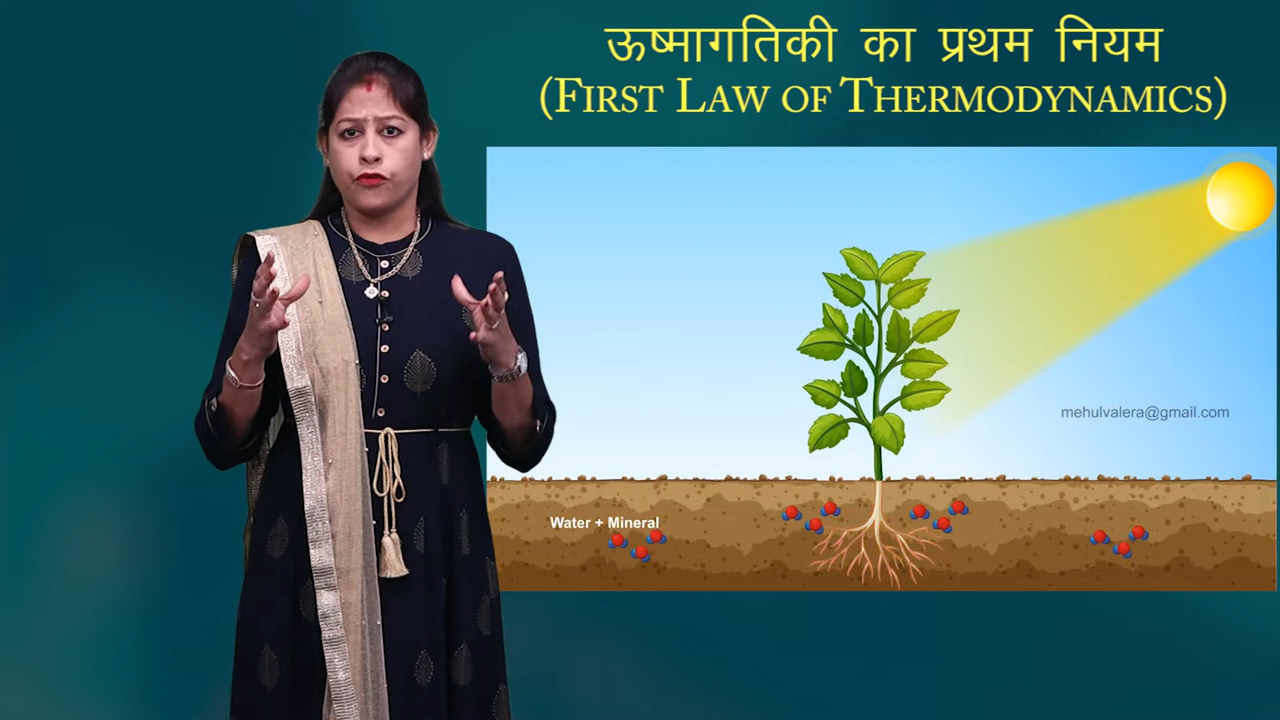 ऊष्मागतिकी का प्रथम नियम
(FIRST LAW OF THERMODYNAMICS)
mehulvalera@gmail.com
Water + Mineral